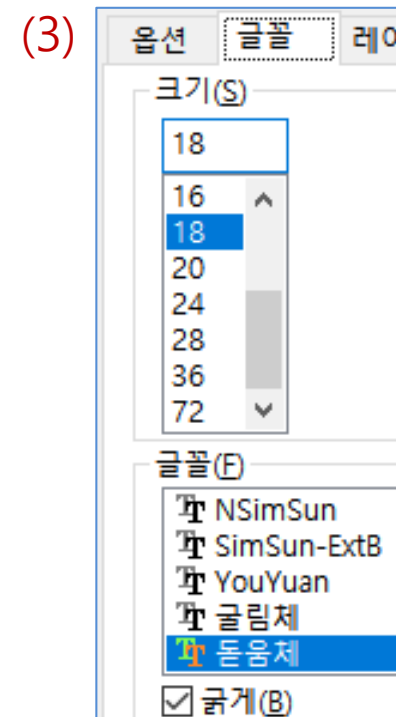 (3)
옵션 글꼴 레이
크기(S)
18
16
18
20
24
28
36
72
글꼴(F)
NSimSun
SimSun-ExtB
YouYuan
굴림체
돋움체
굵게(B)